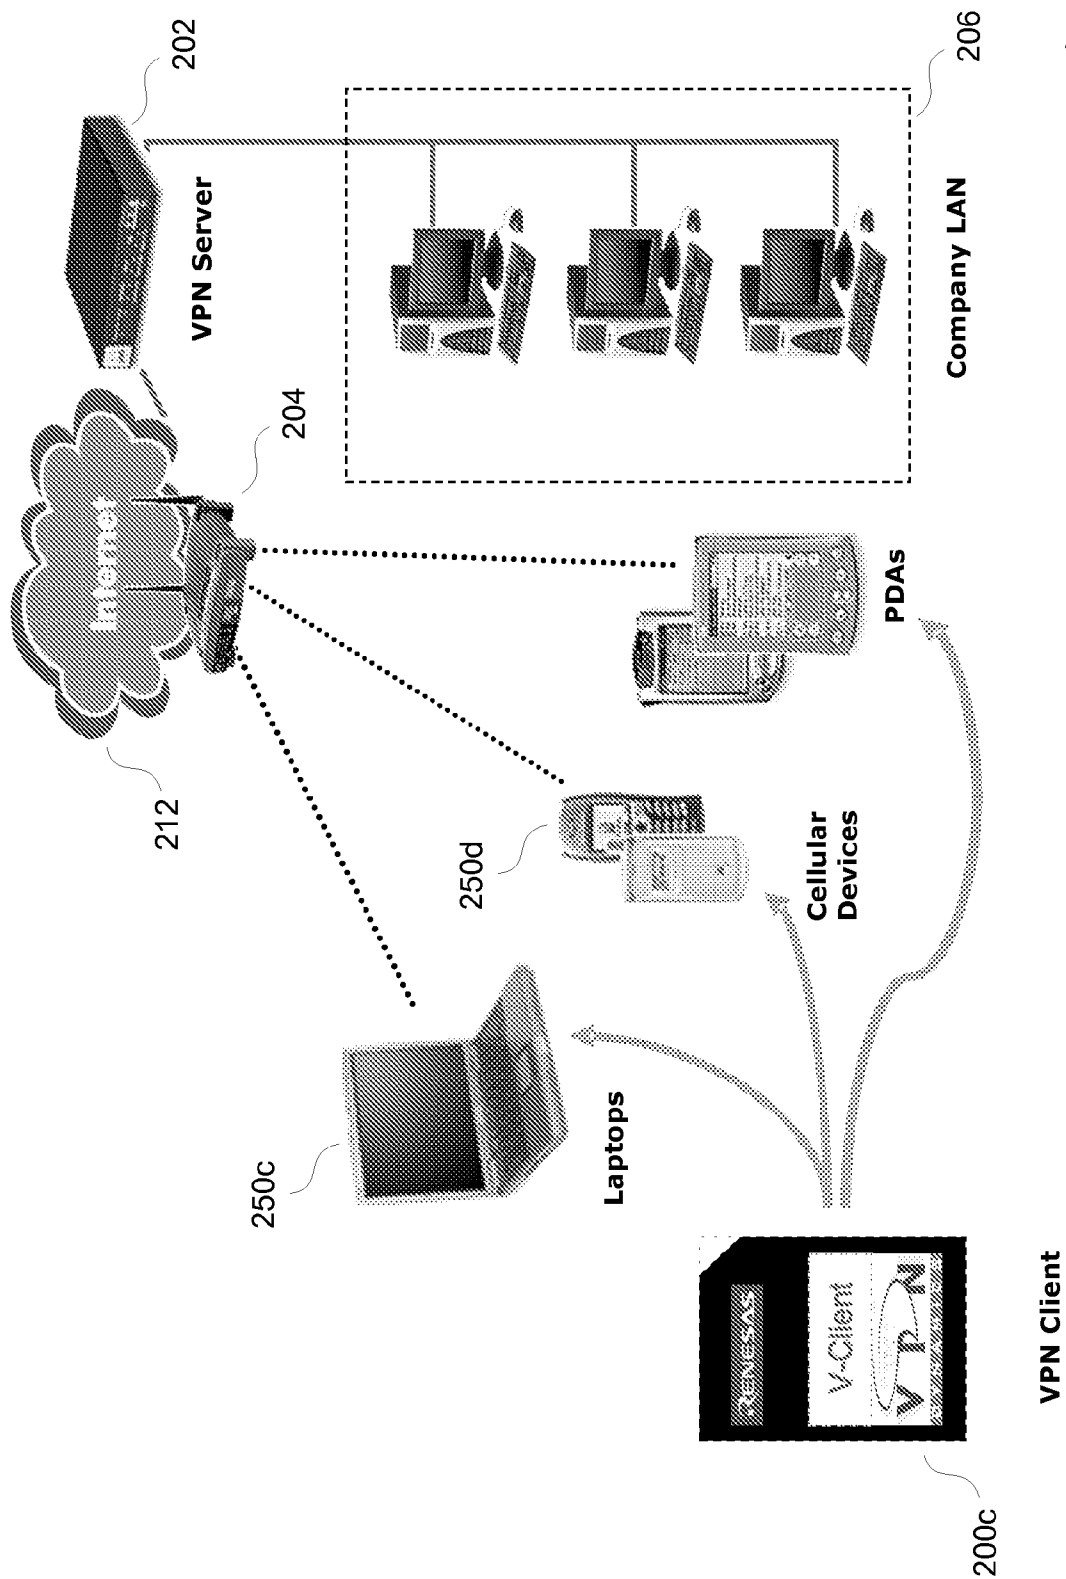 202
VPN Server
206
Company LAN
204
Internet
212
PDAs
250d
Cellular
Devices
250c
Laptops
RENESAS
V-Client
VPN
VPN Client
200c